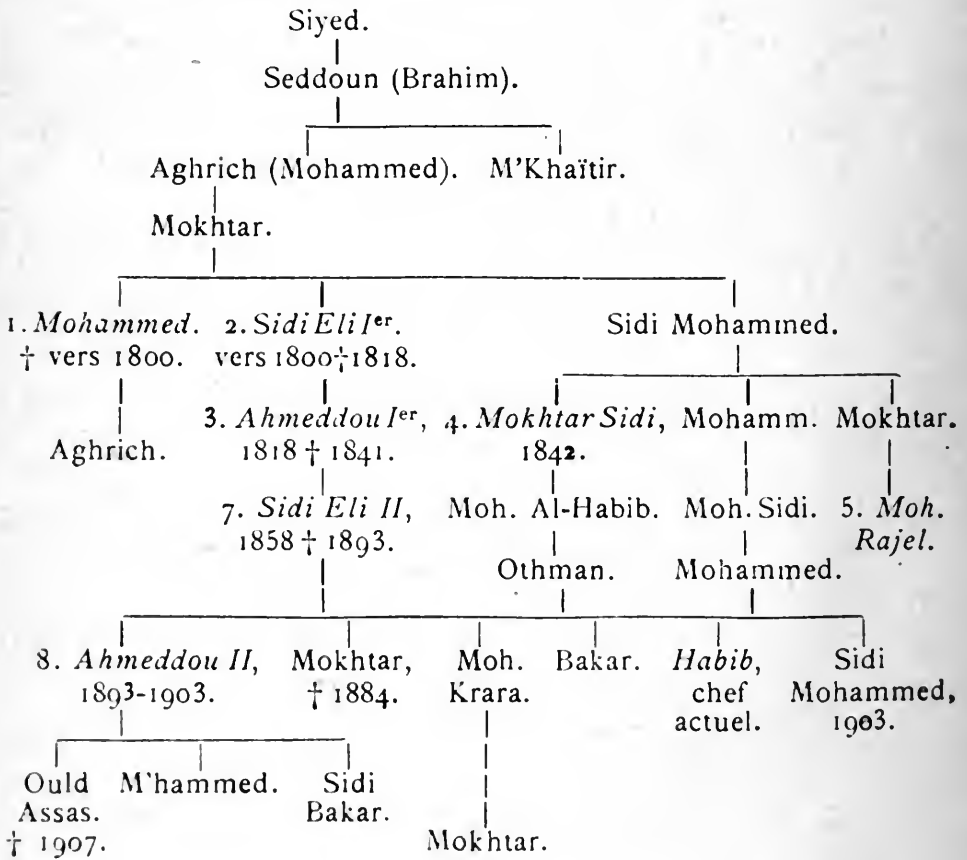 Siyed.
Seddoun (Brahim).
Aghrich (Mohammed). M'Khaïtir.
Mokhtar.
1. Mohammed. 2. Sidi Eli Ier. Sidi Mohammed.
† vers 1800. vers 1800†1818.
3. Ahmeddou Ier, 4. Mokhtar Sidi, Mohamm. Mokhtar.
Aghrich. 1818 † 1841. 1842.
7. Sidi Eli II, Moh. Al-Habib. Moh. Sidi. 5. Moh.
1858 † 1893. Rajel.
Othman. Mohammed.
8. Ahmeddou II, Mokhtar, Moh. Bakar. Habib, Sidi
1893-1903. † 1884. Krara. chef Mohammed,
actuel. 1903.
Ould M'hammed. Sidi
Assas. Bakar.
† 1907. Mokhtar.